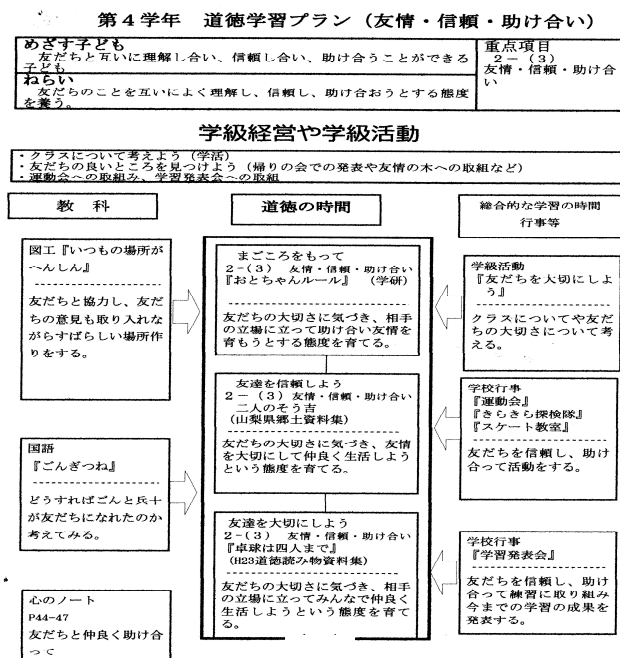 第４学年　道徳学習プラン（友情・信頼・助け合い）
めざす子ども
友だちと互いに理解し合い、信頼し合い、助け合うことができる
子ども
重点項目
２－（３）
友情・信頼・助け合
い
ねらい
友だちのことを互いによく理解し、信頼し、助け合おうとする態度
を養う。
学級経営や学級活動
・クラスについて考えよう（学活）
・友だちの良いところを見つけよう（帰りの会での発表や友情の木への取組など）
・運動会への取組み、学習発表会への取組
教　科
図工『いつもの場所が
へんしん』
友だちと協力し、友だ
ちの意見も取り入れな
がらすばらしい場所作
りをする。
国語
『ごんぎつね』
どうすればごんと兵十
が友だちになれたのか
考えてみる。
心のノート
P44-47
友だちと仲良く助け合
って
道徳の時間
まごころをもって
２-（３）　友情・信頼・助け合い
『おとちゃんルール』　（学研）
友だちの大切さに気づき、相手
の立場に立って助け合い友情を
育もうとする態度を育てる。
友達を信頼しよう
２－（３）友情・信頼・助け合い
二人のそう吉
(山梨県郷土資料集)
友だちの大切さに気づき、友情
を大切にして仲良く生活しよう
という態度を育てる。
友達を大切にしよう
２-（３）　友情・信頼・助け合い
『卓球は四人まで』
(H23道徳読み物資料集)
友だちの大切さに気づき、相手
の立場に立ってみんなで仲良く
生活しようという態度を育て
る。
総合的な学習の時間
行事等
学級活動
『友だちを大切にしよ
う』
クラスについてや友だ
ちの大切さについて考
える。
学校行事
『運動会』
『きらきら探検隊』
『スケート教室』
友だちを信頼し、助け
合って活動をする。
学校行事
『学習発表会』
友だちを信頼し、助け
合って練習に取り組み
今までの学習の成果を
発表する。